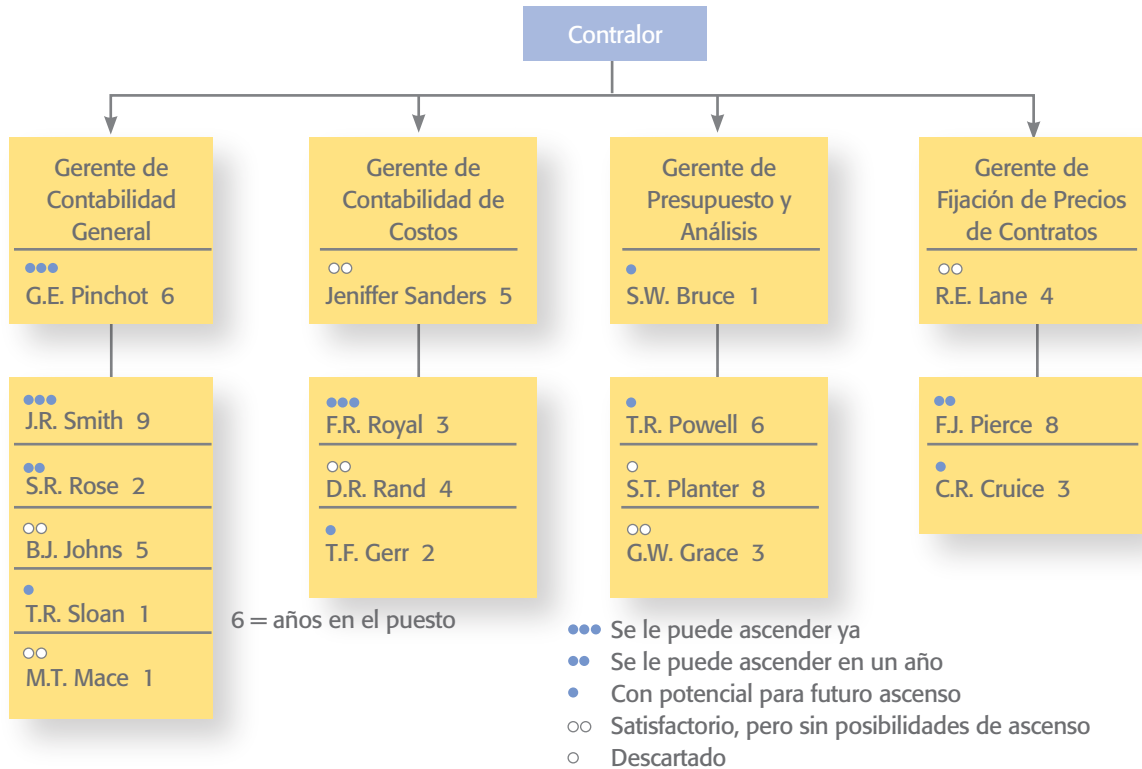 Contralor
Gerente de
Contabilidad
General
G.E. Pinchot 6
Gerente de
Contabilidad de
Costos
Jeniffer Sanders 5
Gerente de
Presupuesto y
Análisis
S.W. Bruce 1
Gerente de
Fijación de Precios
de Contratos
R.E. Lane 4
J.R. Smith 9
S.R. Rose 2
B.J. Johns 5
T.R. Sloan 1
M.T. Mace 1
F.R. Royal 3
D.R. Rand 4
T.F. Gerr 2
T.R. Powell 6
S.T. Planter 8
G.W. Grace 3
F.J. Pierce 8
C.R. Cruice 3
6 = años en el puesto
Se le puede ascender ya
Se le puede ascender en un año
Con potencial para futuro ascenso
Satisfactorio, pero sin posibilidades de ascenso
Descartado